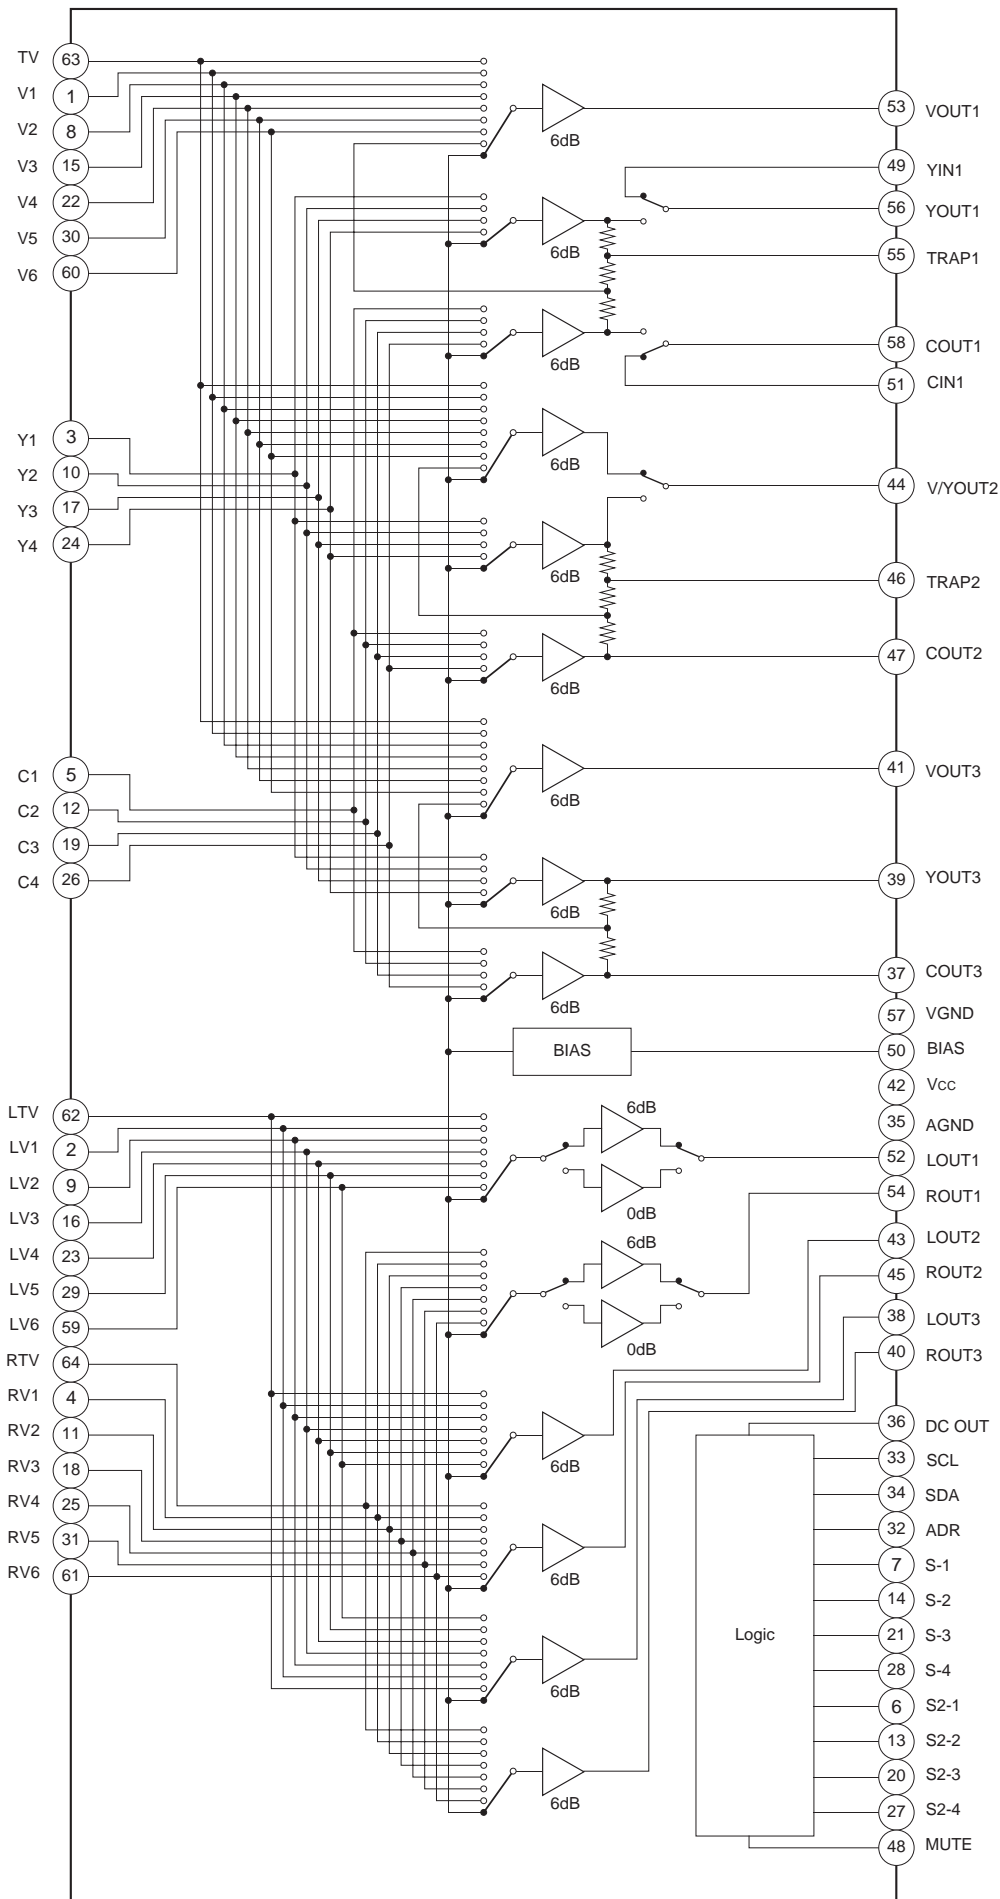 TV 63
V1 1
V2 8
V3 15
V4 22
V5 30
V6 60
Y1 3
Y2 10
Y3 17
Y4 24
C1 5
C2 12
C3 19
C4 26
LTV 62
LV1 2
LV2 9
LV3 16
LV4 23
LV5 29
LV6 59
RTV 64
RV1 4
RV2 11
RV3 18
RV4 25
RV5 31
RV6 61
6dB
6dB
6dB
6dB
6dB
6dB
6dB
6dB
6dB
BIAS
6dB
0dB
6dB
0dB
6dB
6dB
6dB
6dB
Logic
53 VOUT1
49 YIN1
56 YOUT1
55 TRAP1
58 COUT1
51 CIN1
44 V/YOUT2
46 TRAP2
47 COUT2
41 VOUT3
39 YOUT3
37 COUT3
57 VGND
50 BIAS
42 VCC
35 AGND
52 LOUT1
54 ROUT1
43 LOUT2
45 ROUT2
38 LOUT3
40 ROUT3
36 DC OUT
33 SCL
34 SDA
32 ADR
7 S-1
14 S-2
21 S-3
28 S-4
6 S2-1
13 S2-2
20 S2-3
27 S2-4
48 MUTE